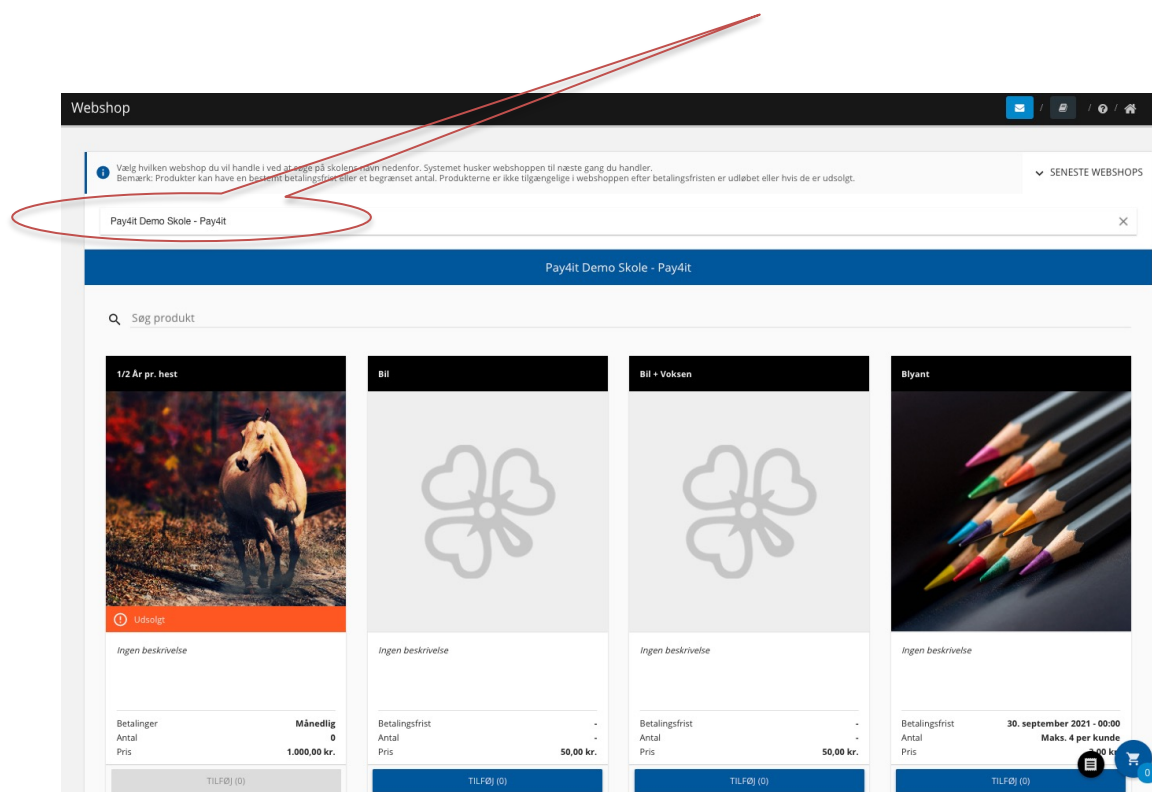 Webshop
/ / /
Vælg hvilken webshop du vil handle i ved at søge på skolens navn nedenfor. Systemet husker webshoppen til næste gang du handler.
Bemærk: Produkter kan have en bestemt betalingsfrist eller et begrænset antal. Produkterne er ikke tilgængelige i webshoppen efter betalingsfristen er udløbet eller hvis de er udsolgt.
SENESTE WEBSHOPS
Pay4it Demo Skole - Pay4it
Pay4it Demo Skole - Pay4it
Søg produkt
1/2 År pr. hest
Udsolgt
Ingen beskrivelse
Betalinger Månedlig
Antal 0
Pris 1.000,00 kr.
TILFØJ (0)
Bil
Ingen beskrivelse
Betalingsfrist -
Antal -
Pris 50,00 kr.
TILFØJ (0)
Bil + Voksen
Ingen beskrivelse
Betalingsfrist -
Antal -
Pris 50,00 kr.
TILFØJ (0)
Blyant
Ingen beskrivelse
Betalingsfrist 30. september 2021 - 00:00
Antal Maks. 4 per kunde
Pris
TILFØJ (0)
0